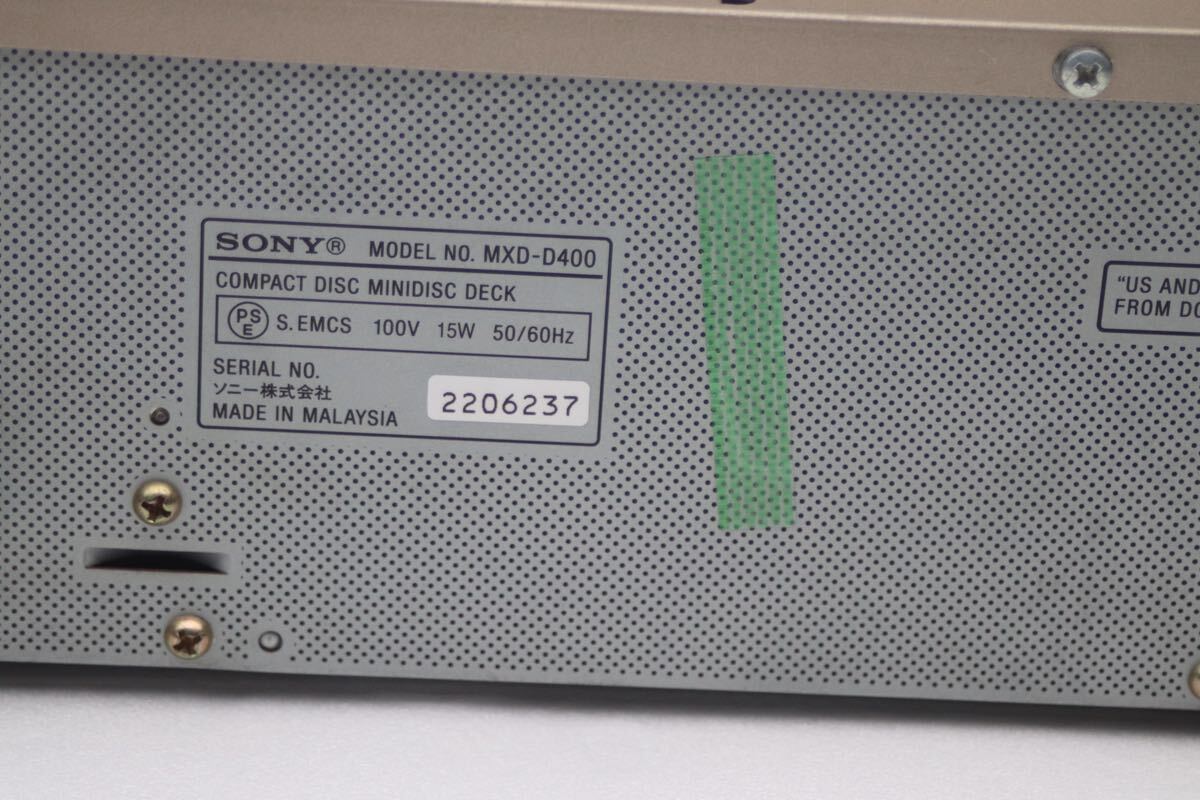 SONY® MODEL NO. MXD-D400
COMPACT DISC MINIDISC DECK
PSE S.EMCS 100V 15W 50/60Hz
SERIAL NO.
ソニー株式会社
MADE IN MALAYSIA 2206237
"US AND
FROM DO